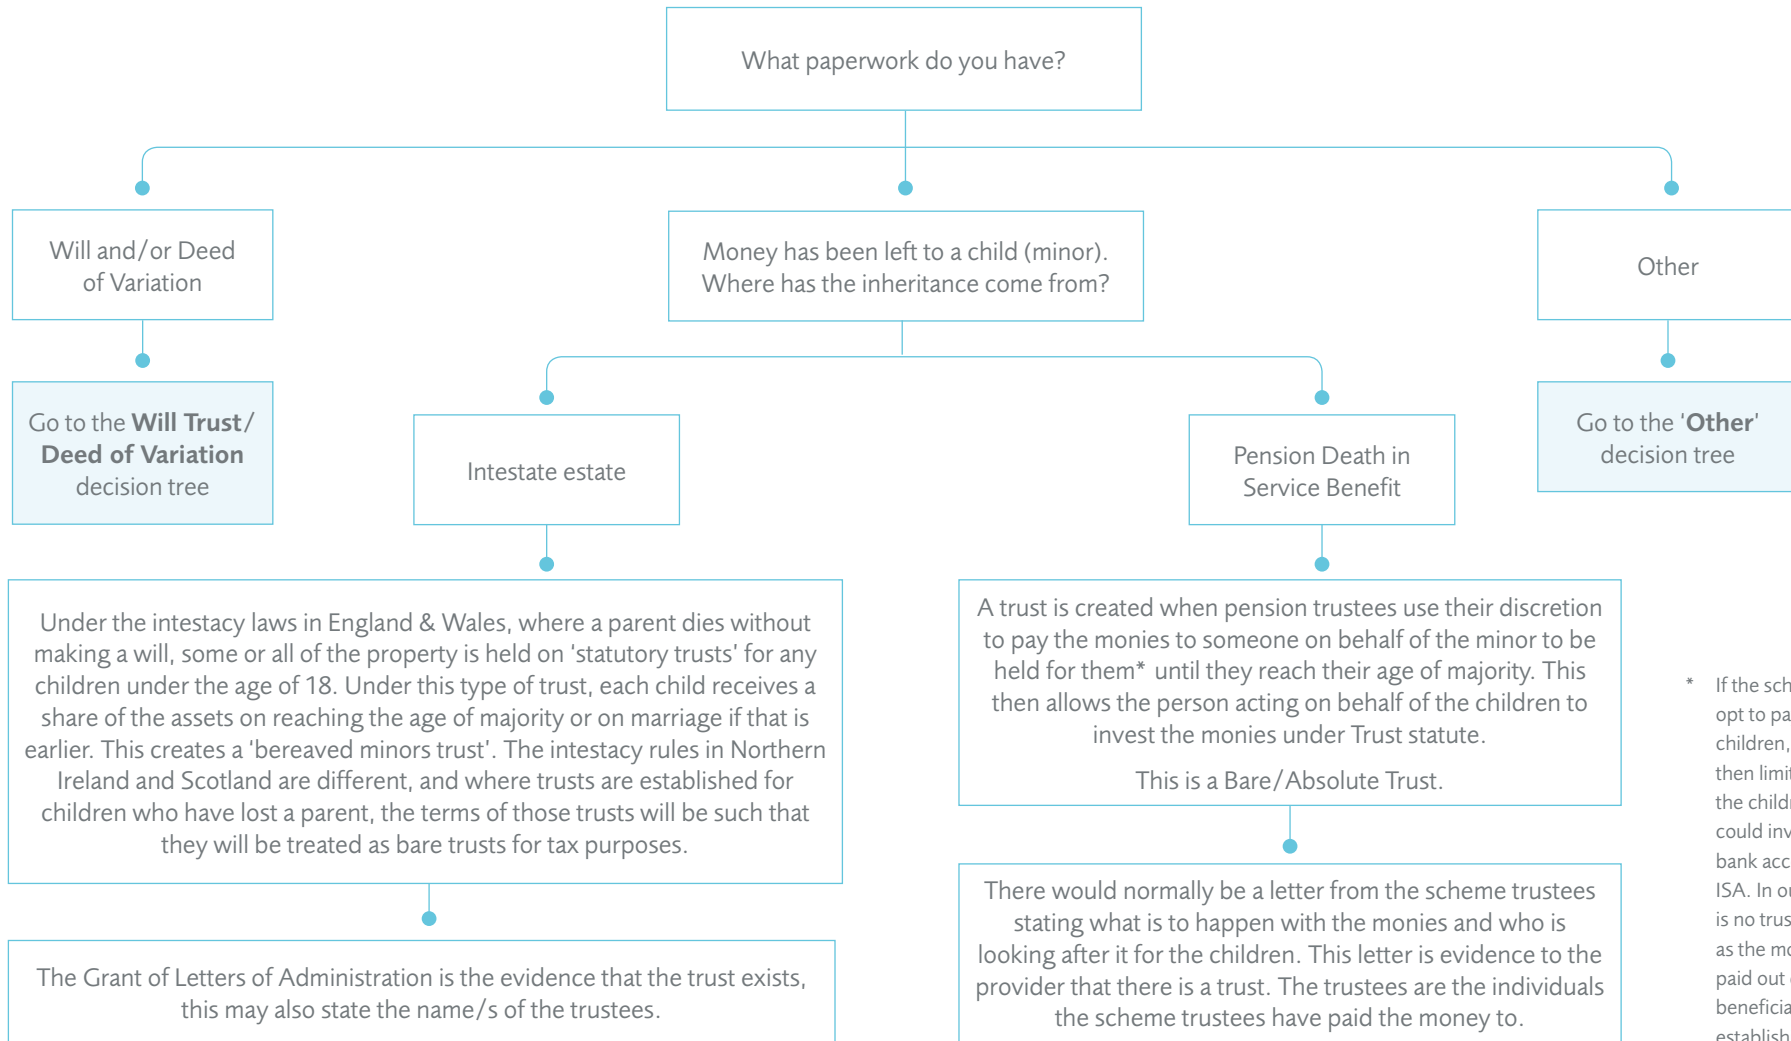 What paperwork do you have?
Will and/or Deed
of Variation
Money has been left to a child (minor).
Where has the inheritance come from?
Other
Go to the Will Trust/
Deed of Variation
decision tree
Intestate estate
Pension Death in
Service Benefit
Go to the 'Other'
decision tree
Under the intestacy laws in England & Wales, where a parent dies without
making a will, some or all of the property is held on 'statutory trusts' for any
children under the age of 18. Under this type of trust, each child receives a
share of the assets on reaching the age of majority or on marriage if that is
earlier. This creates a 'bereaved minors trust'. The intestacy rules in Northern
Ireland and Scotland are different, and where trusts are established for
children who have lost a parent, the terms of those trusts will be such that
they will be treated as bare trusts for tax purposes.
A trust is created when pension trustees use their discretion
to pay the monies to someone on behalf of the minor to be
held for them* until they reach their age of majority. This
then allows the person acting on behalf of the children to
invest the monies under Trust statute.
This is a Bare/Absolute Trust.
The Grant of Letters of Administration is the evidence that the trust exists,
this may also state the name/s of the trustees.
There would normally be a letter from the scheme trustees
stating what is to happen with the monies and who is
looking after it for the children. This letter is evidence to the
provider that there is a trust. The trustees are the individuals
the scheme trustees have paid the money to.
* If the
opt to
children,
then
the
could
bank
ISA. In
is no
as the
paid out